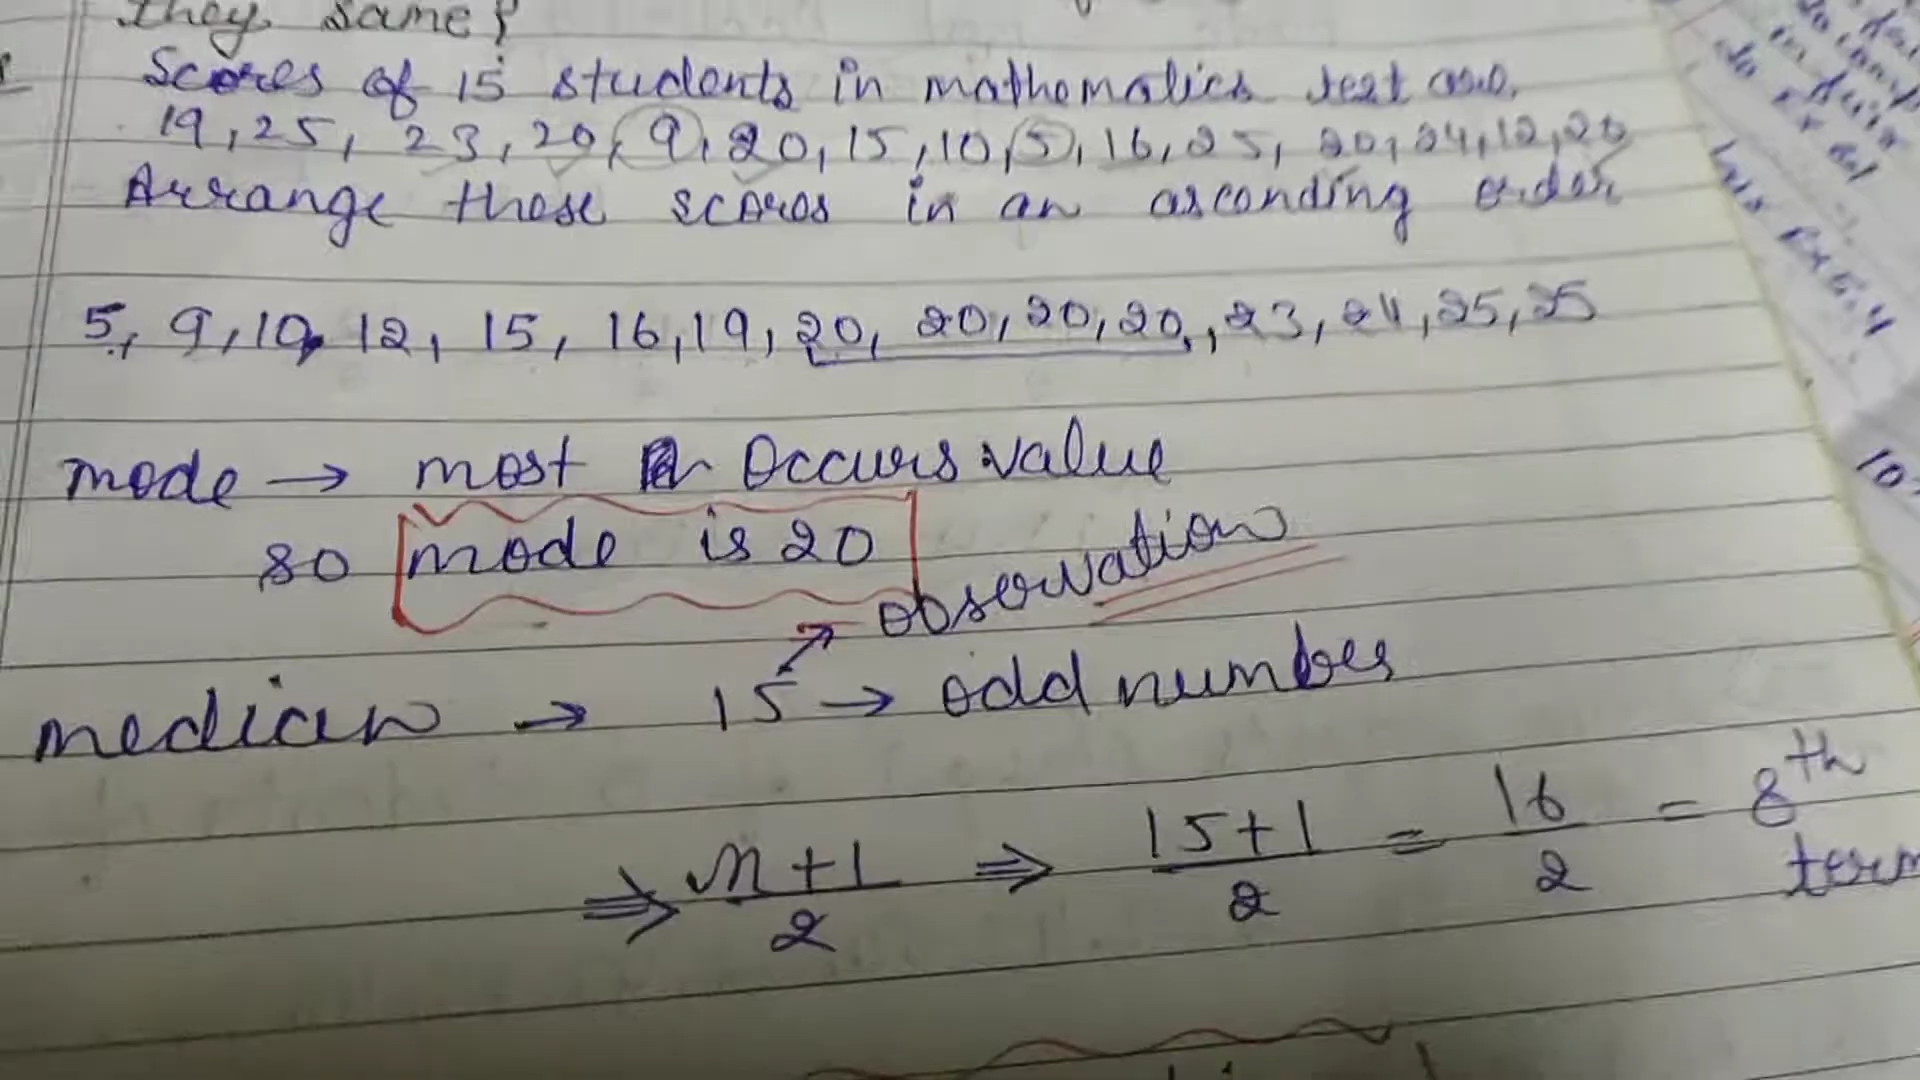 they same?
Scores of 15 students in mathematics test are.
19, 25, 23, 20, 9, 20, 15, 10, 5, 16, 25, 20, 24, 12, 20
Arrange these scores in an asconding order
5, 9, 10, 12, 15, 16, 19, 20, 20, 20, 20, 23, 24, 25, 25
mode → most occurs value
so mode is 20
observation
median → 15 → odd number
⇒ n+1/2 ⇒ 15+1/2 = 16/2 = 8th
term